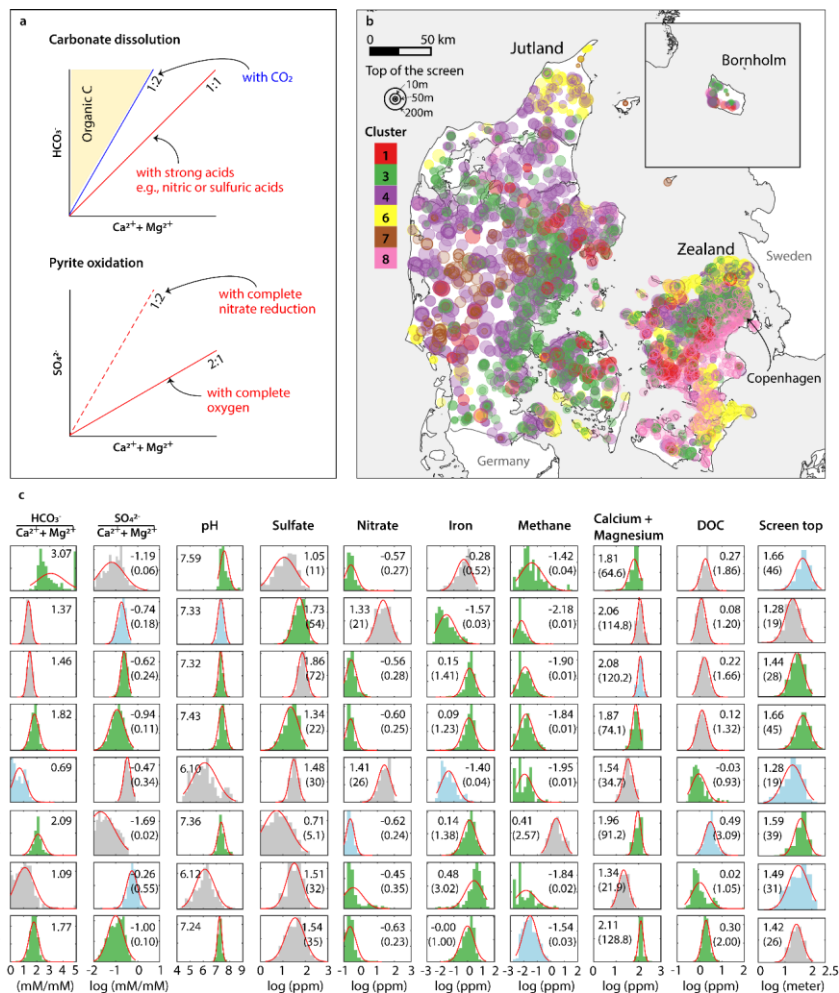 a
Carbonate dissolution
HCO₃⁻
Organic C
1:2
1:1
with CO₂
with strong acids
e.g., nitric or sulfuric acids
Ca²⁺+ Mg²⁺
Pyrite oxidation
SO₄²⁻
1:2
with complete
nitrate reduction
2:1
with complete
oxygen
Ca²⁺+ Mg²⁺
b
0 50 km
Top of the screen
10m
50m
200m
Cluster
1
3
4
6
7
8
Jutland
Bornholm
Zealand
Sweden
Copenhagen
Germany
c
HCO₃⁻ SO₄²⁻ pH Sulfate Nitrate Iron Methane Calcium + DOC Screen top
Ca²⁺+ Mg²⁺ Ca²⁺+ Mg²⁺ Magnesium
3.07 -1.19 7.59 1.05 -0.57 -0.28 -1.42 1.81 0.27 1.66
(0.06) (11) (0.27) (0.52) (0.04) (64.6) (1.86) (46)
1.37 -0.74 7.33 1.73 1.33 -1.57 -2.18 2.06 0.08 1.28
(0.18) (54) (21) (0.03) (0.01) (114.8) (1.20) (19)
1.46 -0.62 7.32 1.86 -0.56 0.15 -1.90 2.08 0.22 1.44
(0.24) (72) (0.28) (1.41) (0.01) (120.2) (1.66) (28)
1.82 -0.94 7.43 1.34 -0.60 0.09 -1.84 1.87 0.12 1.66
(0.11) (22) (0.25) (1.23) (0.01) (74.1) (1.32) (45)
0.69 -0.47 6.10 1.48 1.41 -1.40 -1.95 1.54 -0.03 1.28
(0.34) (30) (26) (0.04) (0.01) (34.7) (0.93) (19)
2.09 -1.69 7.36 0.71 -0.62 0.14 0.41 1.96 0.49 1.59
(0.02) (5.1) (0.24) (1.38) (2.57) (91.2) (3.09) (39)
1.09 -0.26 6.12 1.51 -0.45 0.48 -1.84 1.34 0.02 1.49
(0.55) (32) (0.35) (3.02) (0.02) (21.9) (1.05) (31)
1.77 -1.00 7.24 1.54 -0.63 -0.00 -1.54 2.11 0.30 1.42
(0.10) (35) (0.23) (1.00) (0.03) (128.8) (2.00) (26)
0 1 2 3 4 5 -2 -1 0 4 5 6 7 8 9 0 1 2 3 -1 0 1 2 -3 -2 -1 0 1 2 -3 -2 -1 0 1 2 0 1 2 -1 0 1 2 0 1 2 2.5
(mM/mM) log (mM/mM) log (ppm) log (ppm) log (ppm) log (ppm) log (ppm) log (ppm) log (meter)